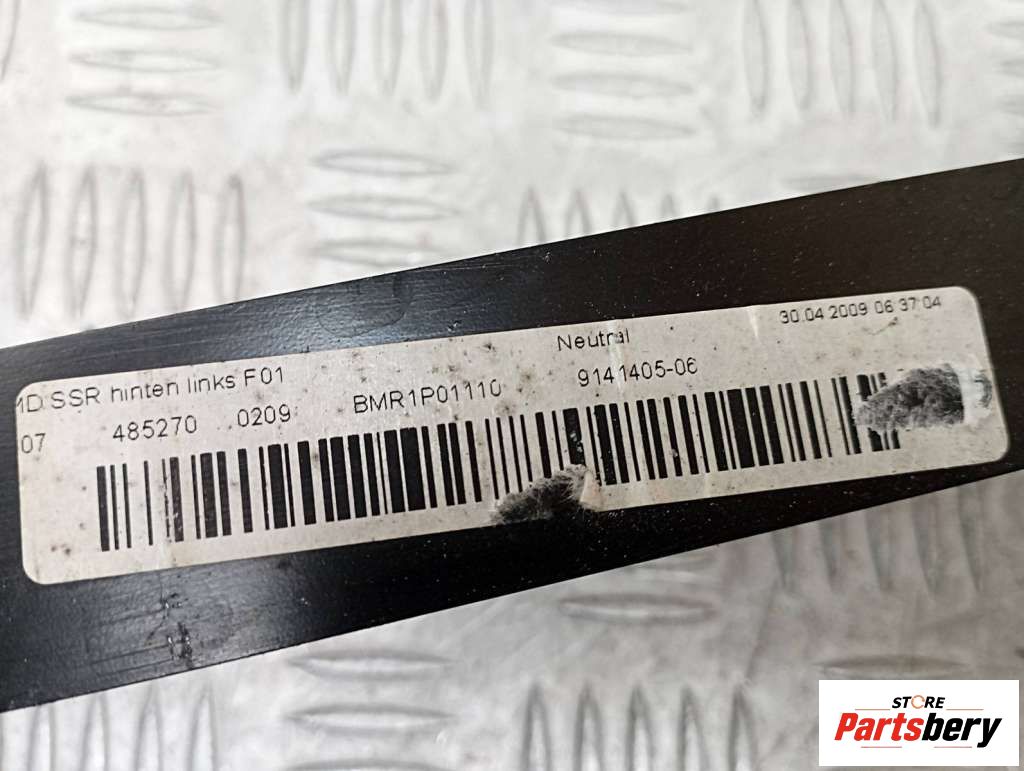 30.04.2009 06:37:04
Neutral
MD SSR hinten links F01
07 485270 0209 BMR1P01110 9141405-06
STORE
Partsbery